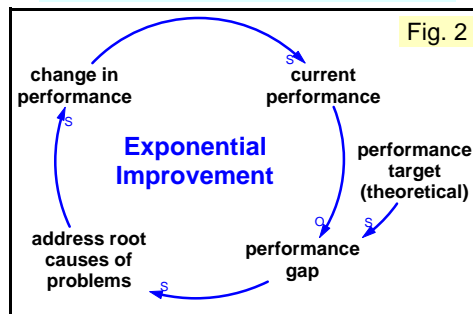 Fig. 2
change in
performance
S
current
performance
S
Exponential
Improvement
performance
target
(theoretical)
O
S
address root
causes of
problems
performance
gap
S